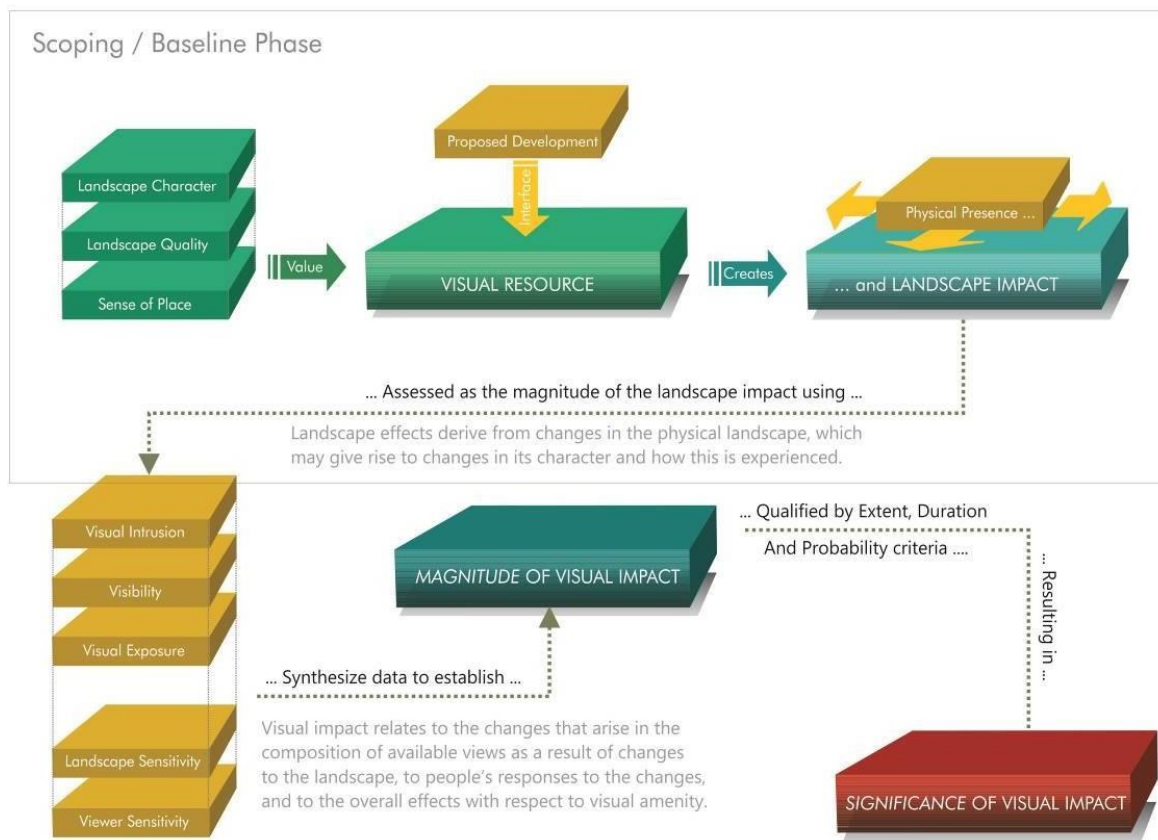 Scoping / Baseline Phase
Proposed Development
Interface
Landscape Character
Landscape Quality
Sense of Place
Value
VISUAL RESOURCE
Creates
Physical Presence ...
... and LANDSCAPE IMPACT
... Assessed as the magnitude of the landscape impact using ...
Landscape effects derive from changes in the physical landscape, which
may give rise to changes in its character and how this is experienced.
Visual Intrusion
Visibility
Visual Exposure
Landscape Sensitivity
Viewer Sensitivity
... Synthesize data to establish ...
Visual impact relates to the changes that arise in the
composition of available views as a result of changes
to the landscape, to people’s responses to the changes,
and to the overall effects with respect to visual amenity.
MAGNITUDE OF VISUAL IMPACT
... Qualified by Extent, Duration
And Probability criteria ....
... Resulting in ...
SIGNIFICANCE OF VISUAL IMPACT